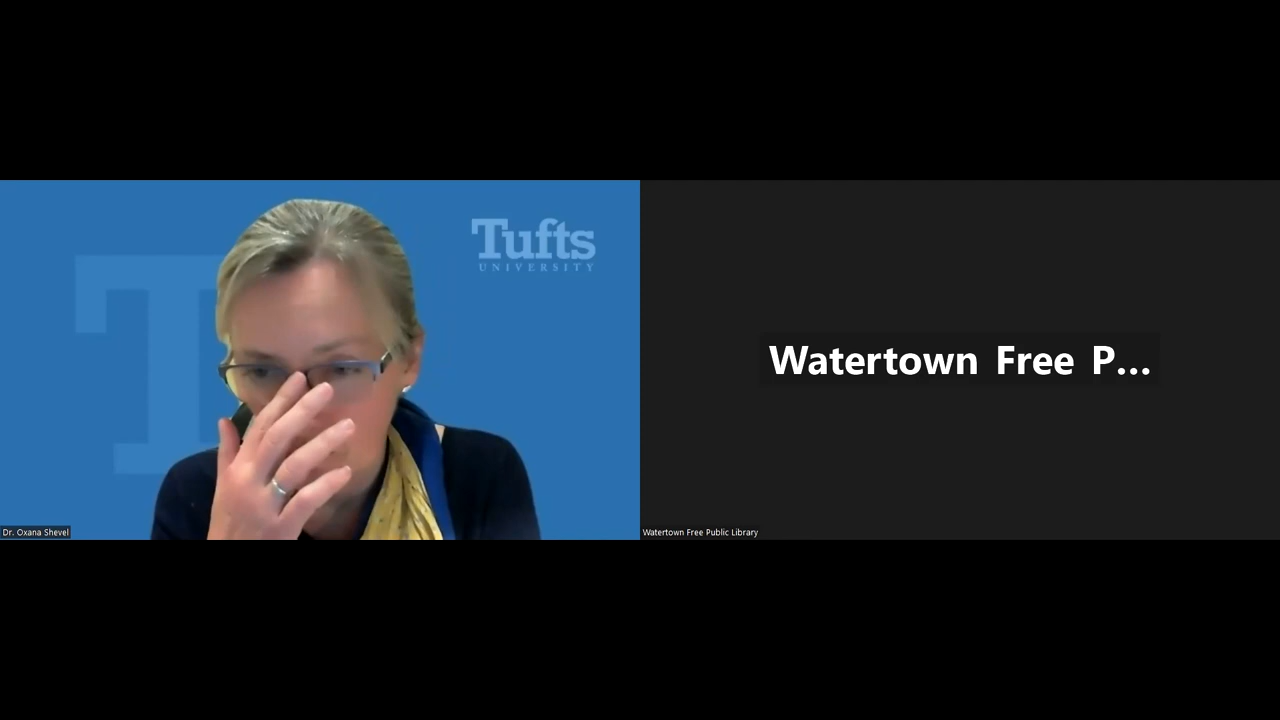 Tufts
UNIVERSITY
T
Watertown Free P...
Dr. Oxana Shevel
Watertown Free Public Library